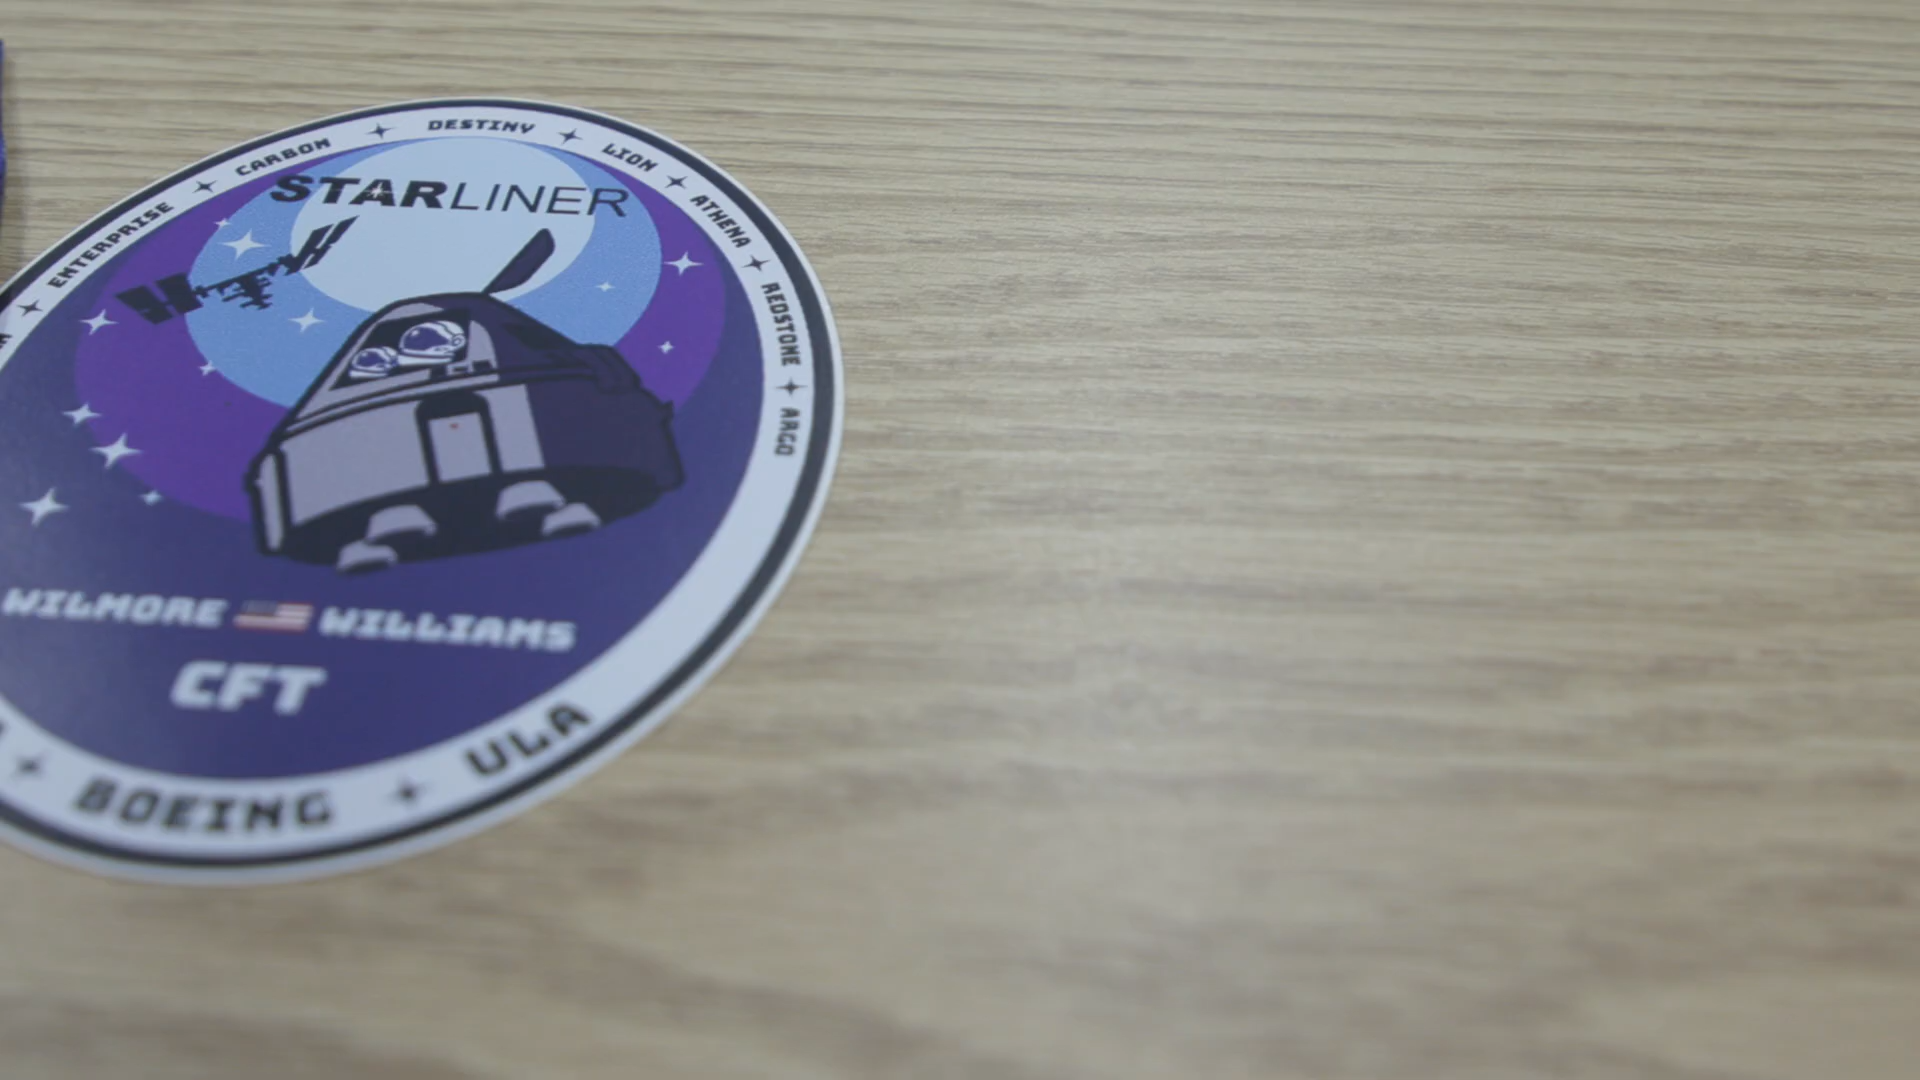 ENTERPRISE
CARBON
DESTINY
LION
ATHENA
REDSTONE
ARGO
STARLINER
WILMORE WILLIAMS
CFT
BOEING
ULA